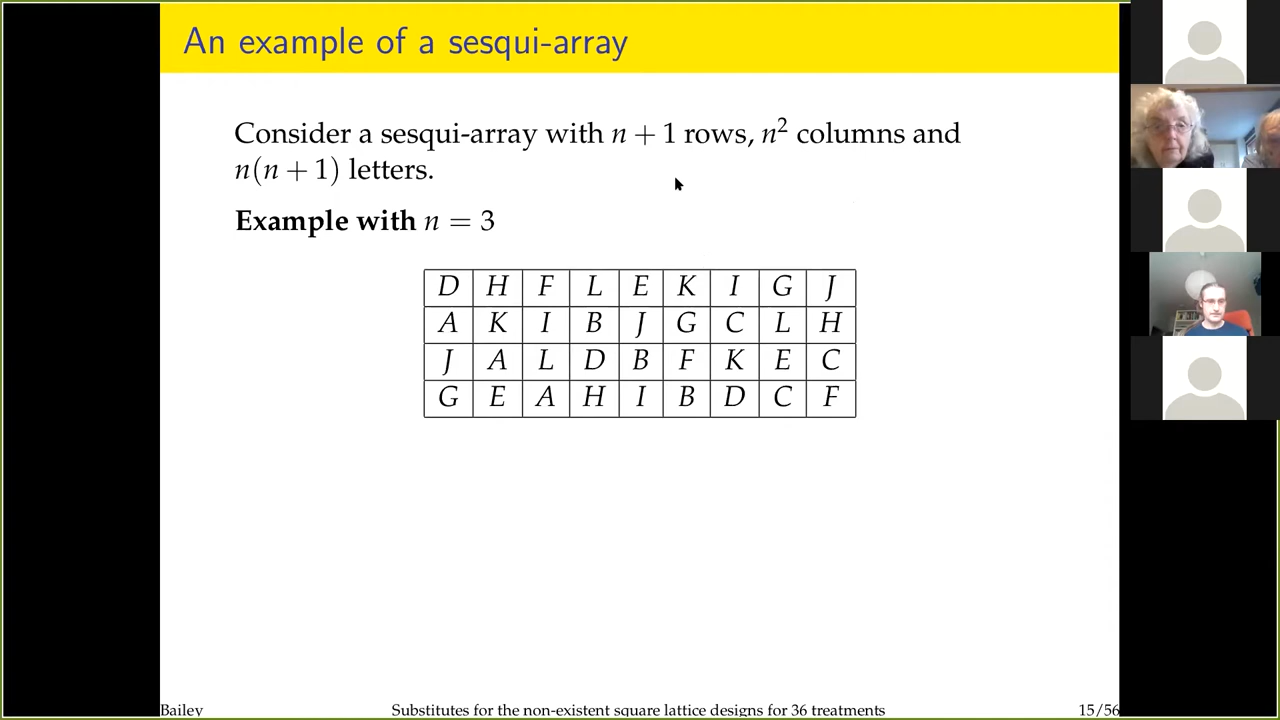 An example of a sesqui-array
Consider a sesqui-array with n + 1 rows, n² columns and
n(n + 1) letters.
Example with n = 3
D H F L E K I G J
A K I B J G C L H
J A L D B F K E C
G E A H I B D C F
Bailey Substitutes for the non-existent square lattice designs for 36 treatments 15/56